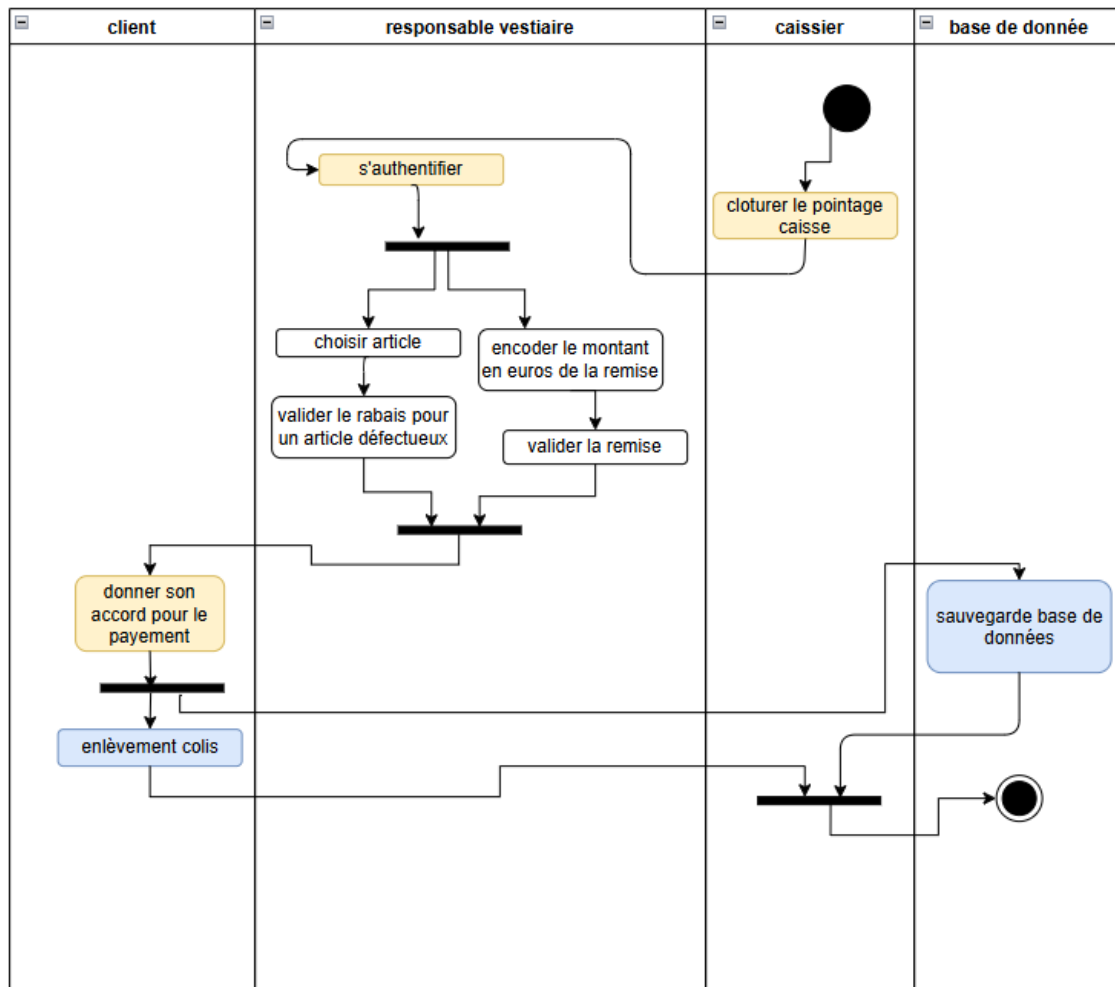 client
responsable vestiaire
caissier
base de donnée
s'authentifier
cloturer le pointage
caisse
choisir article
encoder le montant
en euros de la remise
valider le rabais pour
un article défectueux
valider la remise
donner son
accord pour le
payement
sauvegarde base de
données
enlèvement colis